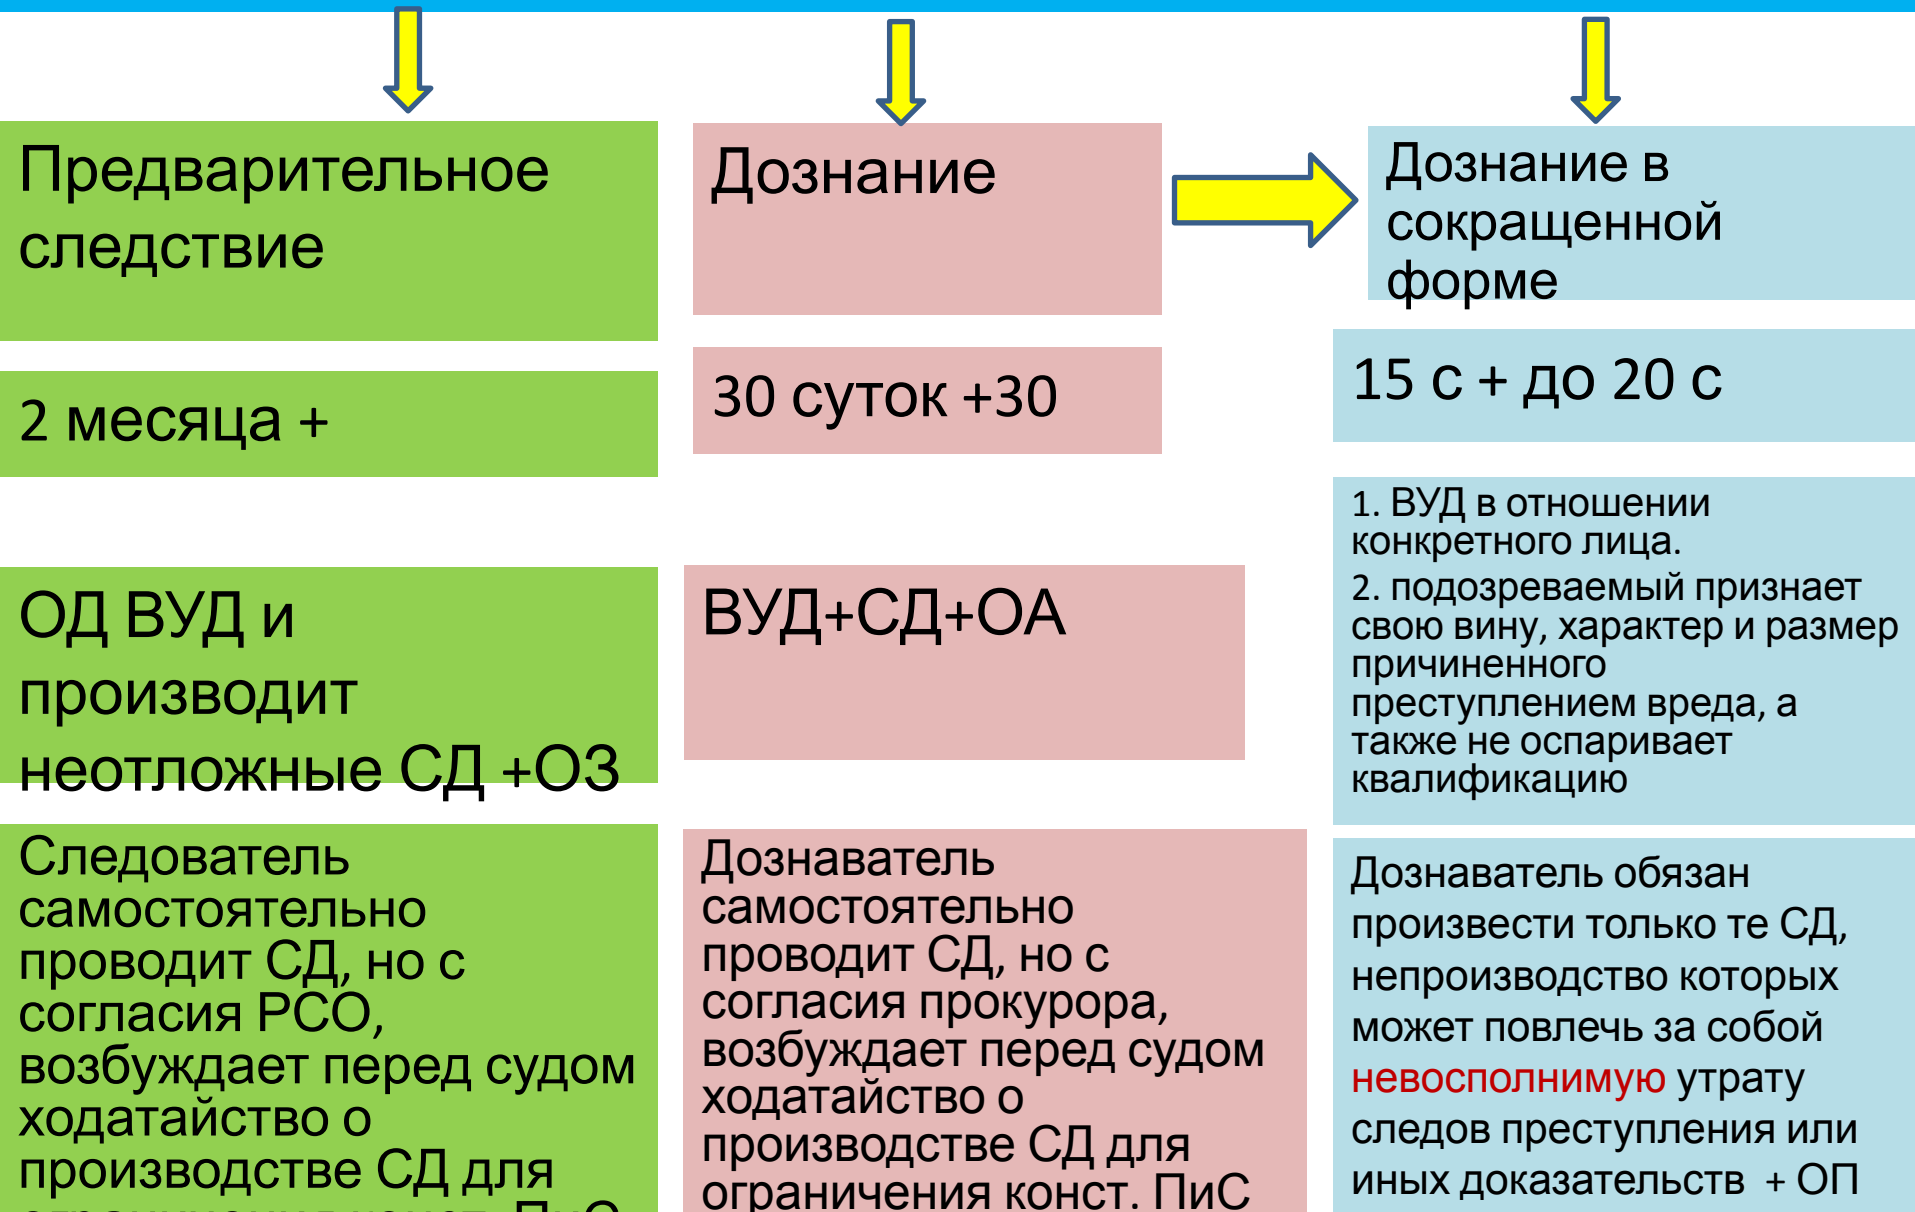 Предварительное
следствие
2 месяца +
ОД ВУД и
производит
неотложные СД +ОЗ
Следователь
самостоятельно
проводит СД, но с
согласия РСО,
возбуждает перед судом
ходатайство о
производстве СД для
ограничения конст. ПиС
Дознание
30 суток +30
ВУД+СД+ОА
Дознаватель
самостоятельно
проводит СД, но с
согласия прокурора,
возбуждает перед судом
ходатайство о
производстве СД для
ограничения конст. ПиС
Дознание в
сокращенной
форме
15 с + до 20 с
1. ВУД в отношении
конкретного лица.
2. подозреваемый признает
свою вину, характер и размер
причиненного
преступлением вреда, а
также не оспаривает
квалификацию
Дознаватель обязан
произвести только те СД,
непроизводство которых
может повлечь за собой
невосполнимую утрату
следов преступления или
иных доказательств + ОП